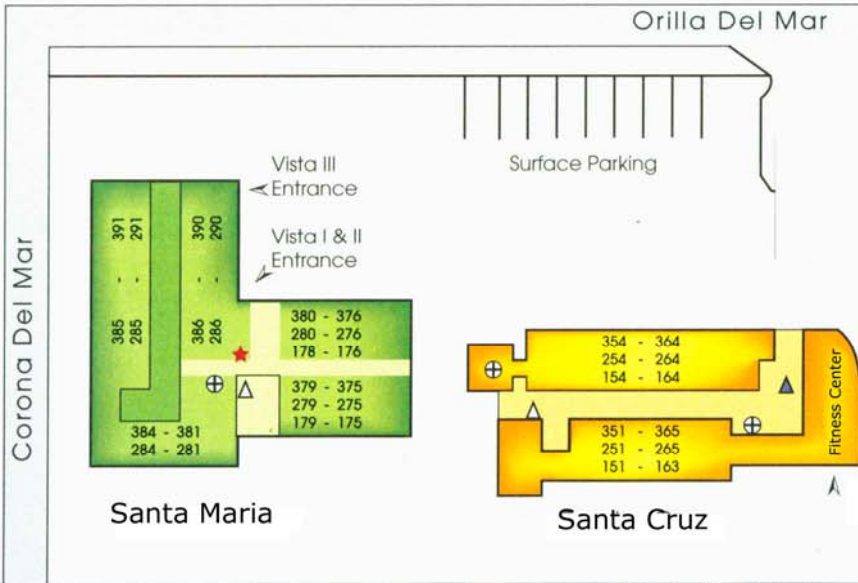 Orilla Del Mar
Surface Parking
Vista III
Entrance
Vista I & II
Entrance
Corona Del Mar
391
291
-
-
385
285
390
290
-
-
386
286
380 - 376
280 - 276
178 - 176
379 - 375
279 - 275
179 - 175
384 - 381
284 - 281
Santa Maria
354 - 364
254 - 264
154 - 164
351 - 365
251 - 265
151 - 163
Fitness Center
Santa Cruz